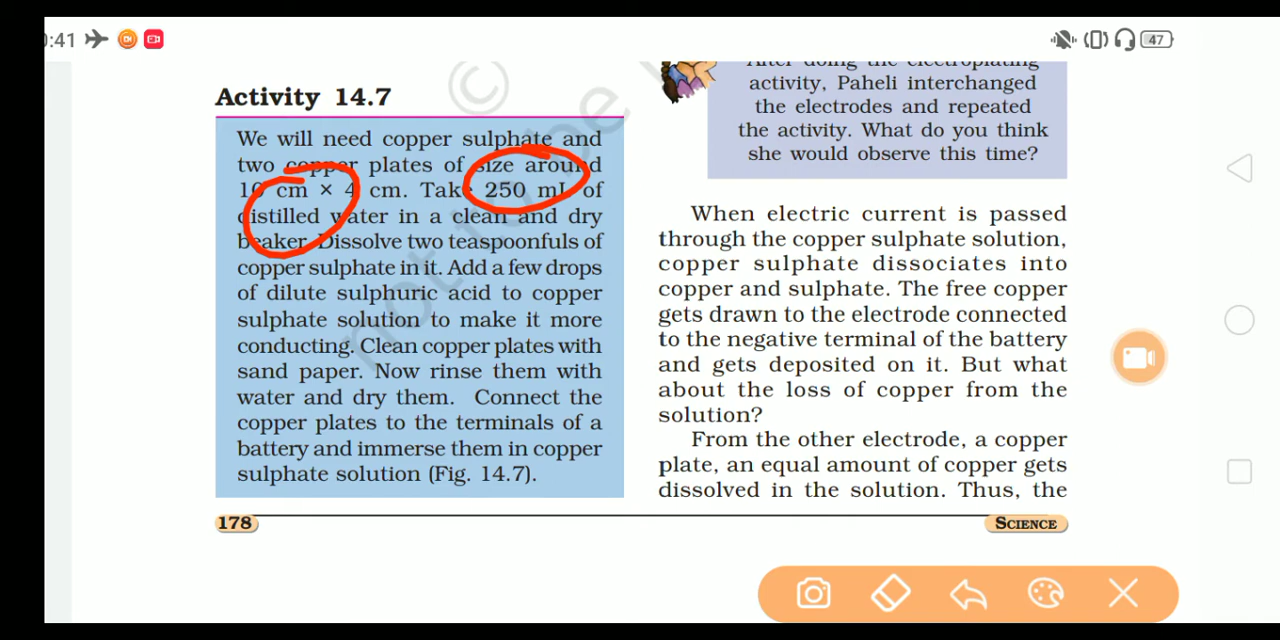 :41
47
Activity 14.7
We will need copper sulphate and
two copper plates of size around
10 cm × 4 cm. Take 250 mL of
distilled water in a clean and dry
beaker. Dissolve two teaspoonfuls of
copper sulphate in it. Add a few drops
of dilute sulphuric acid to copper
sulphate solution to make it more
conducting. Clean copper plates with
sand paper. Now rinse them with
water and dry them. Connect the
copper plates to the terminals of a
battery and immerse them in copper
sulphate solution (Fig. 14.7).
After doing the electroplating
activity, Paheli interchanged
the electrodes and repeated
the activity. What do you think
she would observe this time?
When electric current is passed
through the copper sulphate solution,
copper sulphate dissociates into
copper and sulphate. The free copper
gets drawn to the electrode connected
to the negative terminal of the battery
and gets deposited on it. But what
about the loss of copper from the
solution?
From the other electrode, a copper
plate, an equal amount of copper gets
dissolved in the solution. Thus, the
178
SCIENCE
©
not to be